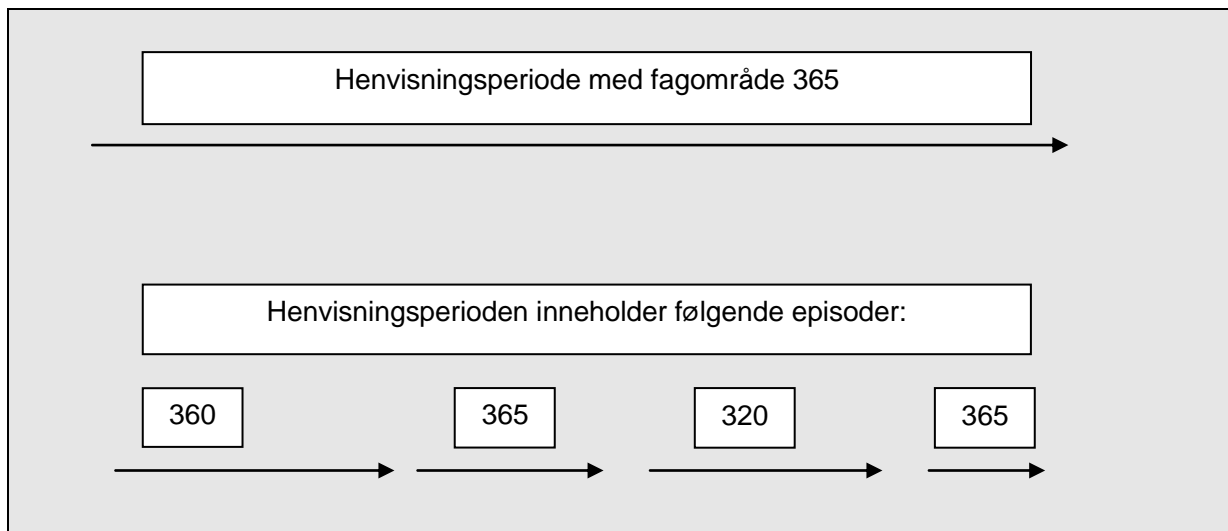 Henvisningsperiode med fagområde 365
Henvisningsperioden inneholder følgende episoder:
360 365 320 365